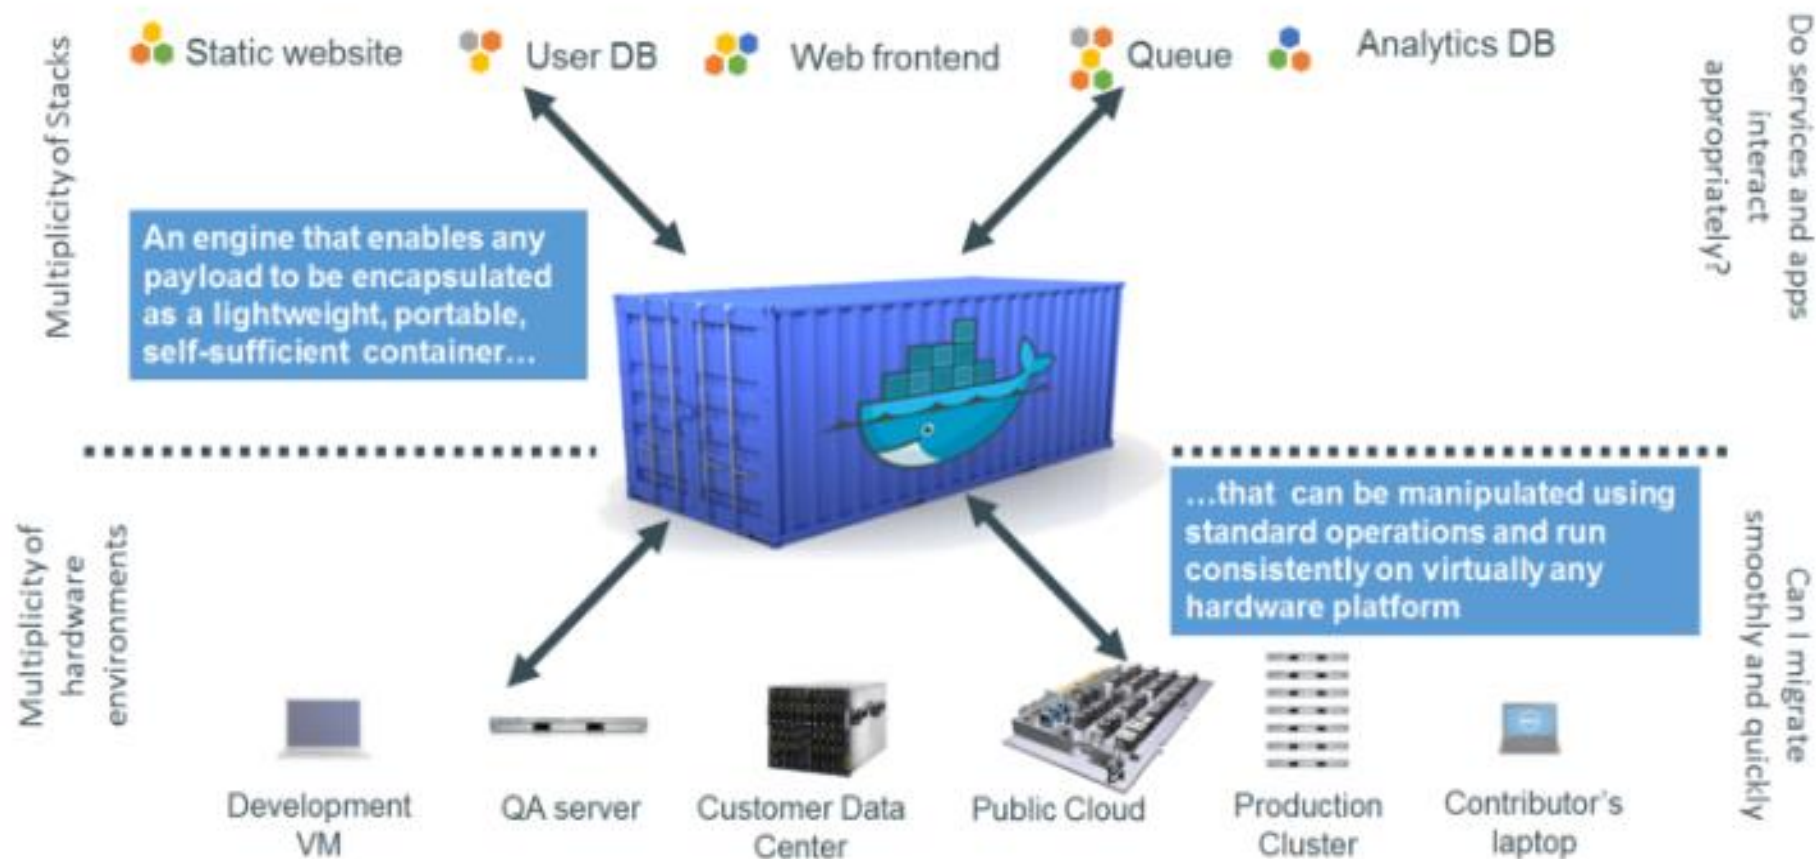 Static website
User DB
Web frontend
Queue
Analytics DB
Multiplicity of Stacks
Do services and apps
interact
appropriately?
An engine that enables any
payload to be encapsulated
as a lightweight, portable,
self-sufficient container…
…that can be manipulated using
standard operations and run
consistently on virtually any
hardware platform
Multiplicity of
hardware
environments
Can I migrate
smoothly and quickly
Development
VM
QA server
Customer Data
Center
Public Cloud
Production
Cluster
Contributor’s
laptop